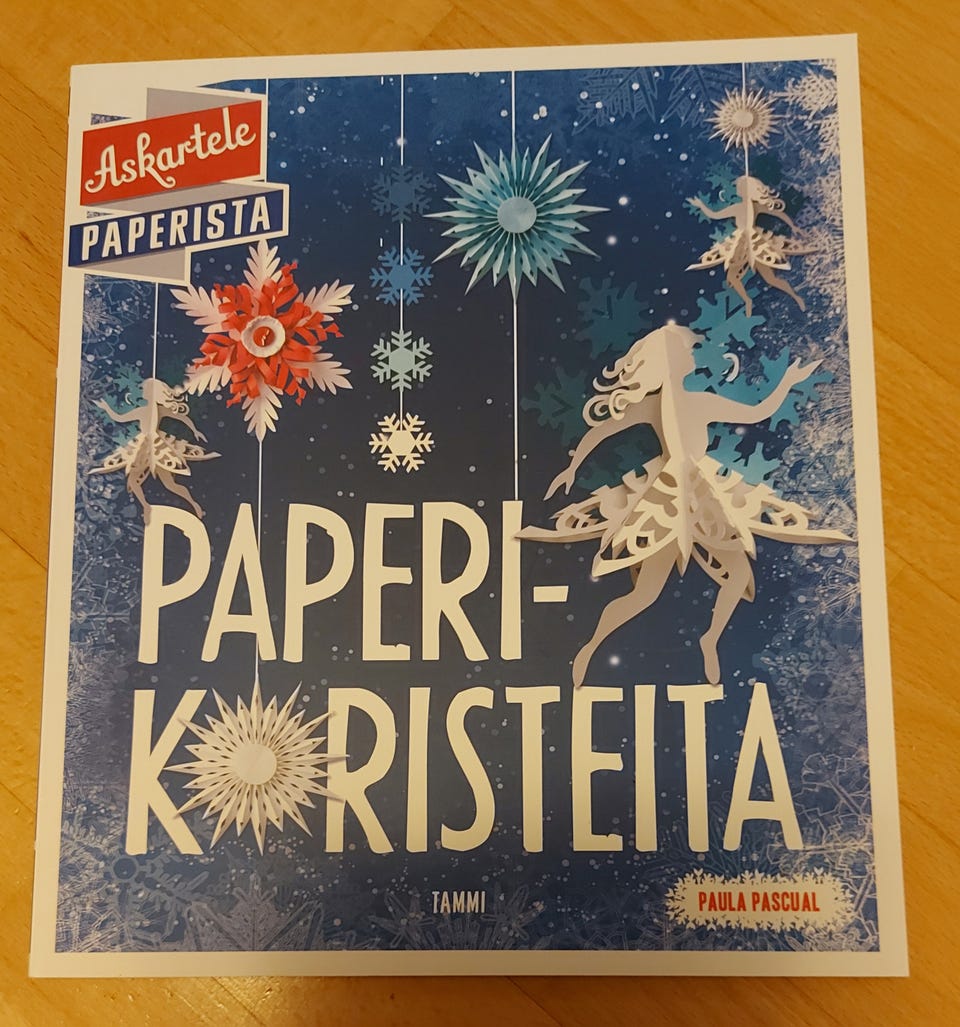 Askartele
PAPERISTA
PAPERI-
KORISTEITA
TAMMI
PAULA PASCUAL